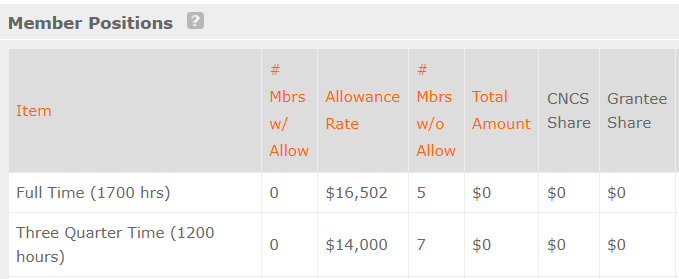 Member Positions ?
Item
# Mbrs w/ Allow
Allowance Rate
# Mbrs w/o Allow
Total Amount
CNCS Share
Grantee Share
Full Time (1700 hrs) 0 $16,502 5 $0 $0 $0
Three Quarter Time (1200 hours) 0 $14,000 7 $0 $0 $0